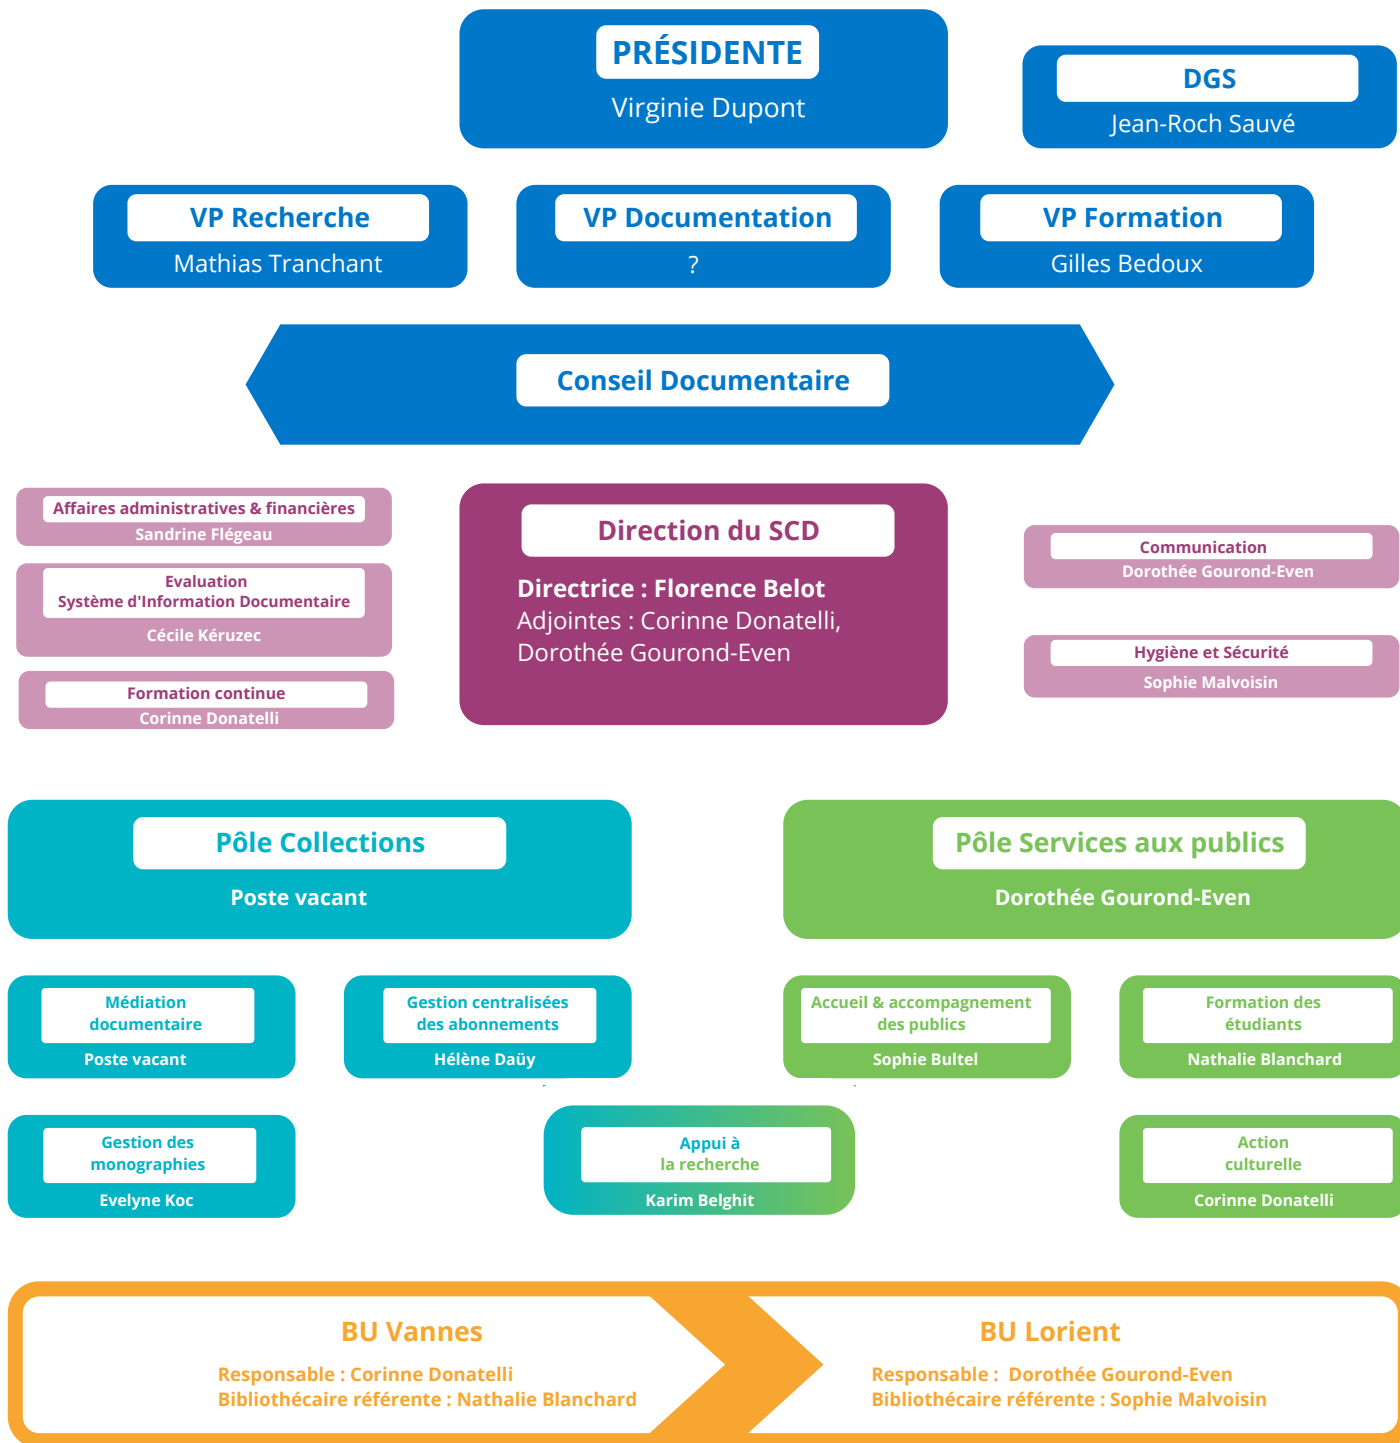 PRÉSIDENTE
Virginie Dupont
DGS
Jean-Roch Sauvé
VP Recherche
Mathias Tranchant
VP Documentation
?
VP Formation
Gilles Bedoux
Conseil Documentaire
Affaires administratives & financières
Sandrine Flégeau
Evaluation
Système d'Information Documentaire
Cécile Kéruzec
Formation continue
Corinne Donatelli
Direction du SCD
Directrice : Florence Belot
Adjointes : Corinne Donatelli,
Dorothée Gourond-Even
Communication
Dorothée Gourond-Even
Hygiène et Sécurité
Sophie Malvoisin
Pôle Collections
Poste vacant
Pôle Services aux publics
Dorothée Gourond-Even
Médiation
documentaire
Poste vacant
Gestion centralisées
des abonnements
Hélène Daüy
Accueil & accompagnement
des publics
Sophie Bultel
Formation des
étudiants
Nathalie Blanchard
Gestion des
monographies
Evelyne Koc
Appui à
la recherche
Karim Belghit
Action
culturelle
Corinne Donatelli
BU Vannes
Responsable : Corinne Donatelli
Bibliothécaire référente : Nathalie Blanchard
BU Lorient
Responsable :  Dorothée Gourond-Even
Bibliothécaire référente : Sophie Malvoisin